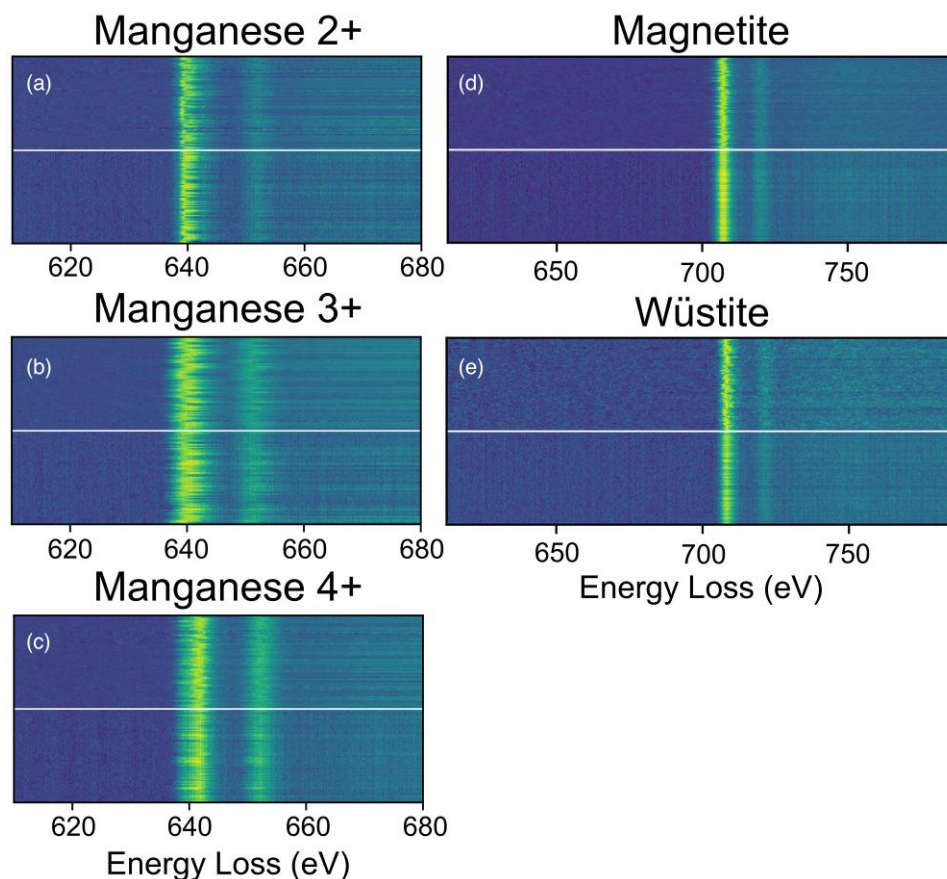 Manganese 2+
(a)
620 640 660 680
Manganese 3+
(b)
620 640 660 680
Manganese 4+
(c)
620 640 660 680
Energy Loss (eV)
Magnetite
(d)
650 700 750
Wüstite
(e)
650 700 750
Energy Loss (eV)